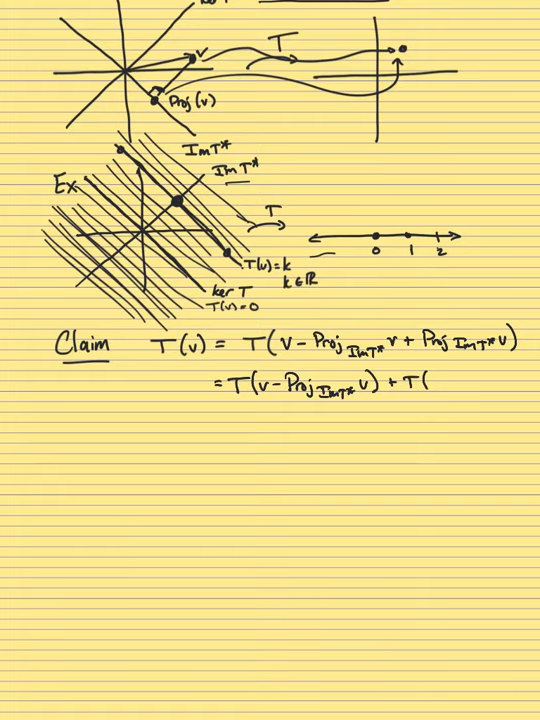 v
T
Proj(v)
Im T*
Im T*
Ex
T
T(v)=k
k ∈ ℝ
0 1 2
ker T
T(v)=0
Claim T(v) = T(v - Proj_{Im T*} v + Proj_{Im T*} v)
= T(v - Proj_{Im T*} v) + T(